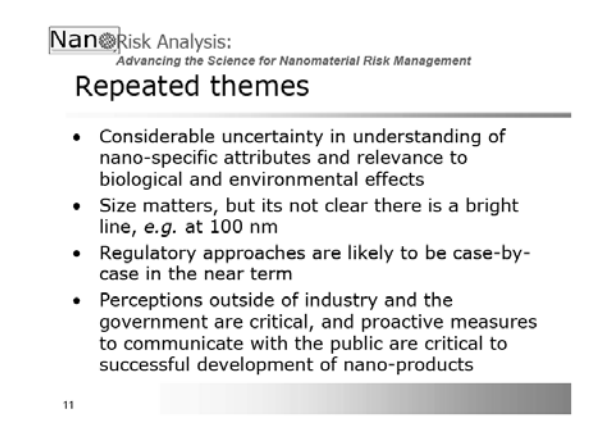 Nano Risk Analysis:
Advancing the Science for Nanomaterial Risk Management
Repeated themes
• Considerable uncertainty in understanding of
nano-specific attributes and relevance to
biological and environmental effects
• Size matters, but its not clear there is a bright
line, e.g. at 100 nm
• Regulatory approaches are likely to be case-by-
case in the near term
• Perceptions outside of industry and the
government are critical, and proactive measures
to communicate with the public are critical to
successful development of nano-products
11